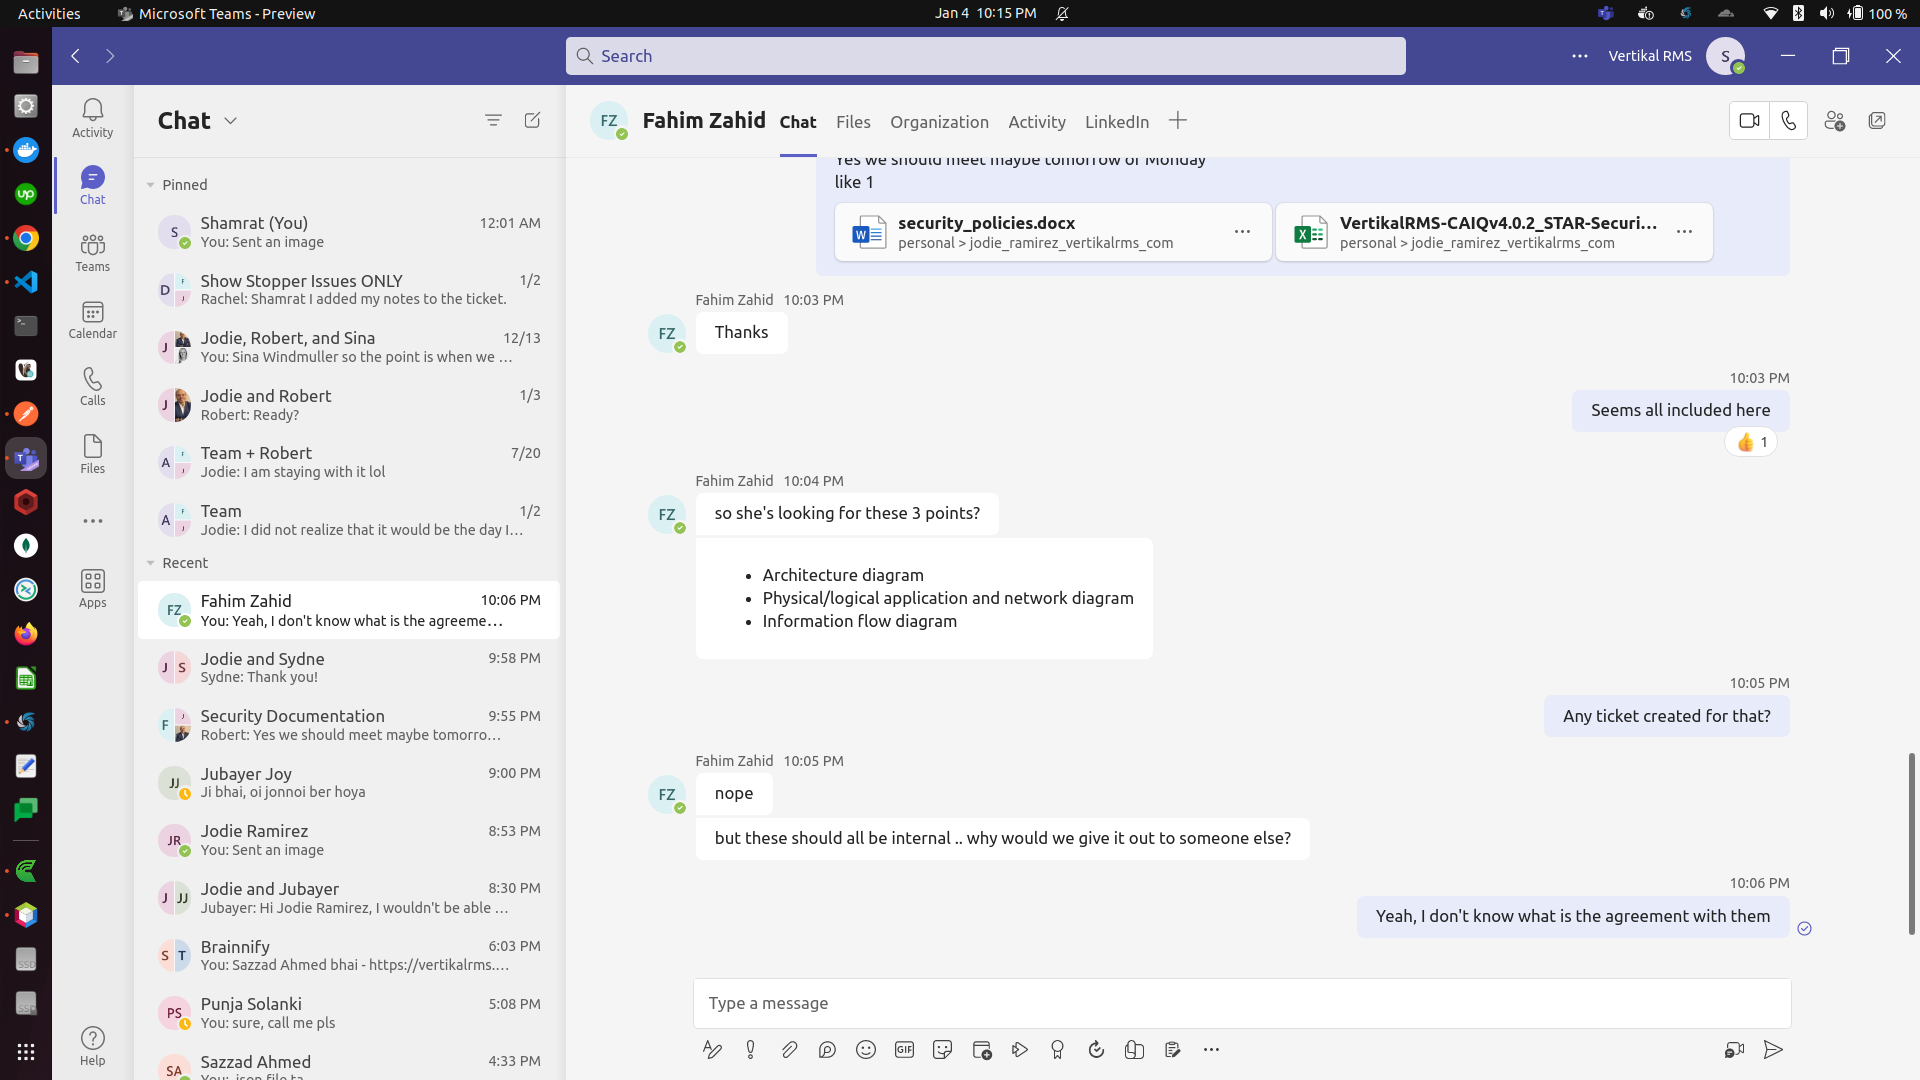 Activities
Microsoft Teams - Preview
Jan 4 10:15 PM
100 %
Search
Vertikal RMS
S
Activity
Chat
Teams
Calendar
Calls
Files
Apps
Help
Chat
Pinned
S
Shamrat (You)
12:01 AM
You: Sent an image
D F J
Show Stopper Issues ONLY
1/2
Rachel: Shamrat I added my notes to the ticket.
J
Jodie, Robert, and Sina
12/13
You: Sina Windmuller so the point is when we ...
J
Jodie and Robert
1/3
Robert: Ready?
A F J
Team + Robert
7/20
Jodie: I am staying with it lol
A F J
Team
1/2
Jodie: I did not realize that it would be the day I...
Recent
FZ
Fahim Zahid
10:06 PM
You: Yeah, I don't know what is the agreeme...
J S
Jodie and Sydne
9:58 PM
Sydne: Thank you!
F J
Security Documentation
9:55 PM
Robert: Yes we should meet maybe tomorro...
JJ
Jubayer Joy
9:00 PM
Ji bhai, oi jonnoi ber hoya
JR
Jodie Ramirez
8:53 PM
You: Sent an image
J JJ
Jodie and Jubayer
8:30 PM
Jubayer: Hi Jodie Ramirez, I wouldn't be able ...
S T
Brainnify
6:03 PM
You: Sazzad Ahmed bhai - https://vertikalrms....
PS
Punja Solanki
5:08 PM
You: sure, call me pls
SA
Sazzad Ahmed
4:33 PM
You: .json file ta
FZ
Fahim Zahid
Chat
Files
Organization
Activity
LinkedIn
Yes we should meet maybe tomorrow or Monday
like 1
security_policies.docx
personal > jodie_ramirez_vertikalrms_com
VertikalRMS-CAIQv4.0.2_STAR-Securi...
personal > jodie_ramirez_vertikalrms_com
Fahim Zahid 10:03 PM
FZ
Thanks
10:03 PM
Seems all included here
1
Fahim Zahid 10:04 PM
FZ
so she's looking for these 3 points?
• Architecture diagram
• Physical/logical application and network diagram
• Information flow diagram
10:05 PM
Any ticket created for that?
Fahim Zahid 10:05 PM
FZ
nope
but these should all be internal .. why would we give it out to someone else?
10:06 PM
Yeah, I don't know what is the agreement with them
Type a message
GIF